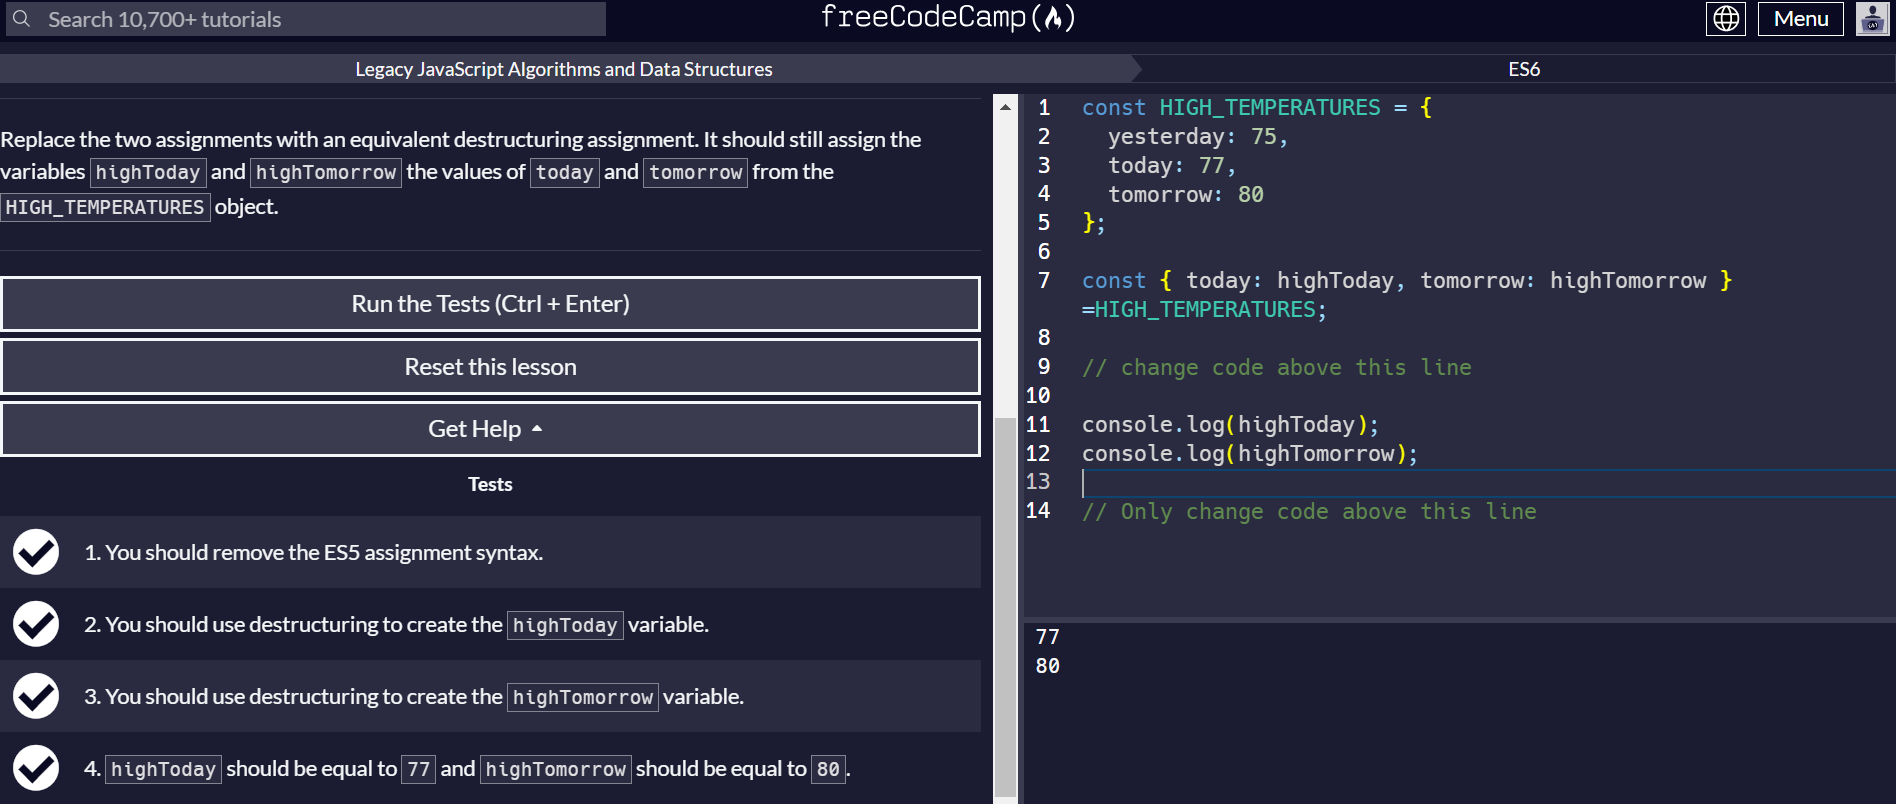 Search 10,700+ tutorials
freeCodeCamp
Menu
Legacy JavaScript Algorithms and Data Structures
ES6
Replace the two assignments with an equivalent destructuring assignment. It should still assign the
variables highToday and highTomorrow the values of today and tomorrow from the
HIGH_TEMPERATURES object.
Run the Tests (Ctrl + Enter)
Reset this lesson
Get Help
Tests
1. You should remove the ES5 assignment syntax.
2. You should use destructuring to create the highToday variable.
3. You should use destructuring to create the highTomorrow variable.
4. highToday should be equal to 77 and highTomorrow should be equal to 80.
1 const HIGH_TEMPERATURES = {
2   yesterday: 75,
3   today: 77,
4   tomorrow: 80
5 };
6
7 const { today: highToday, tomorrow: highTomorrow }
=HIGH_TEMPERATURES;
8
9 // change code above this line
10
11 console.log(highToday);
12 console.log(highTomorrow);
13
14 // Only change code above this line
77
80